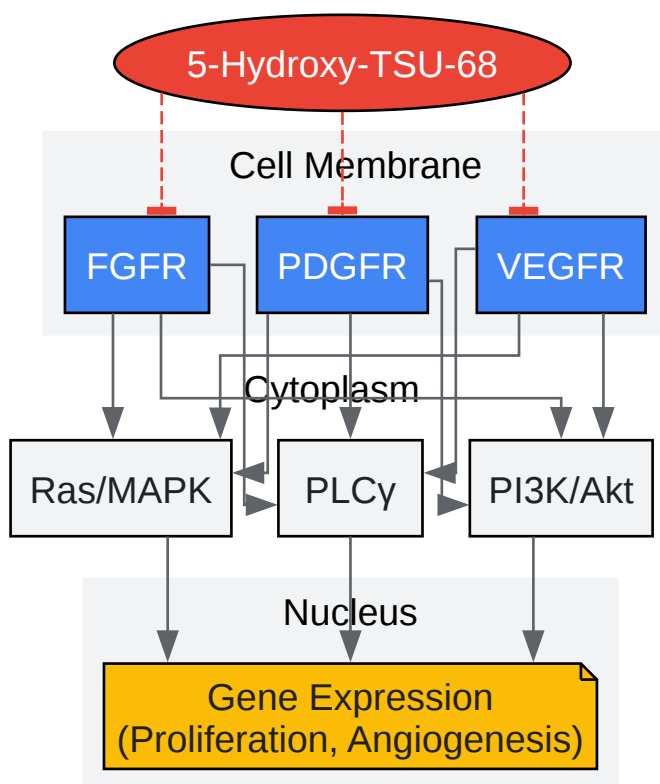 5-Hydroxy-TSU-68
Cell Membrane
FGFR
PDGFR
VEGFR
Cytoplasm
Ras/MAPK
PLCγ
PI3K/Akt
Nucleus
Gene Expression
(Proliferation, Angiogenesis)